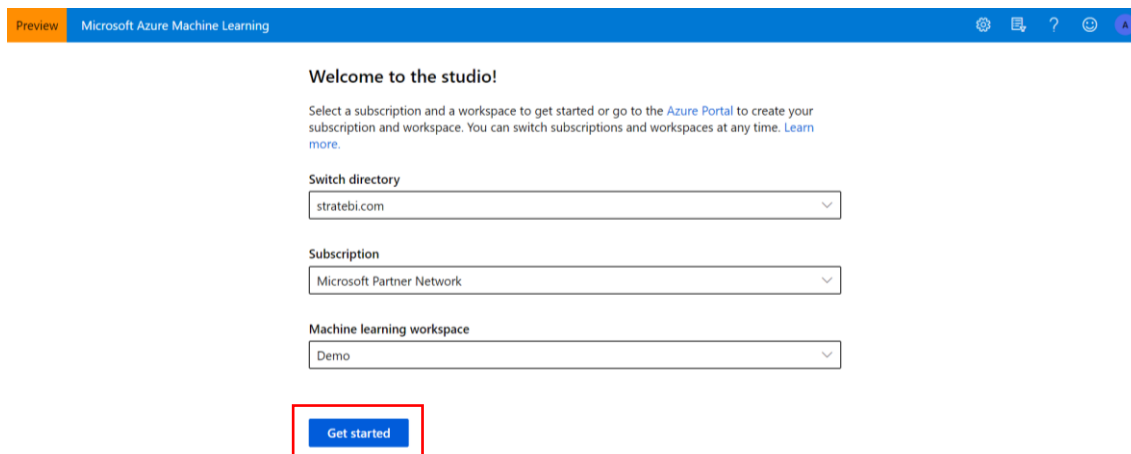 Preview Microsoft Azure Machine Learning ? A
Welcome to the studio!
Select a subscription and a workspace to get started or go to the Azure Portal to create your
subscription and workspace. You can switch subscriptions and workspaces at any time. Learn
more.
Switch directory
stratebi.com
Subscription
Microsoft Partner Network
Machine learning workspace
Demo
Get started